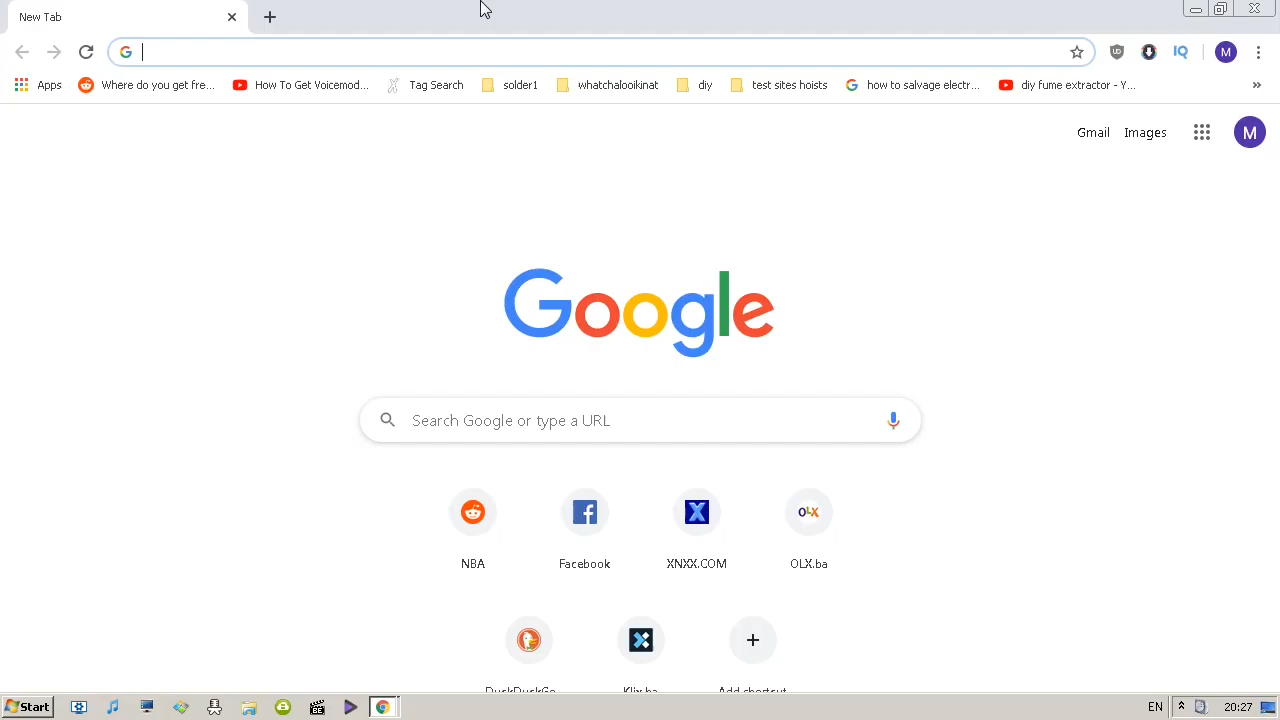 New Tab
Apps
Where do you get fre...
How To Get Voicemod...
Tag Search
solder1
whatchalooikinat
diy
test sites hoists
how to salvage electr...
diy fume extractor - Y...
»
Gmail
Images
M
Google
Search Google or type a URL
NBA
Facebook
XNXX.COM
OLX.ba
DuckDuckGo
Klix.ba
Add shortcut
Start
EN
20:27